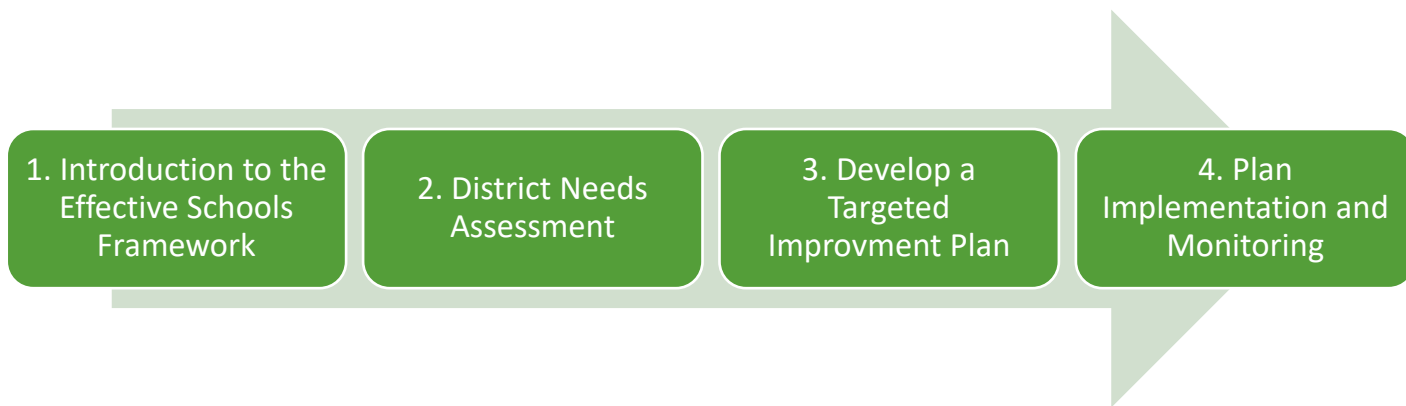 1. Introduction to the
Effective Schools
Framework
2. District Needs
Assessment
3. Develop a
Targeted
Improvment Plan
4. Plan
Implementation and
Monitoring